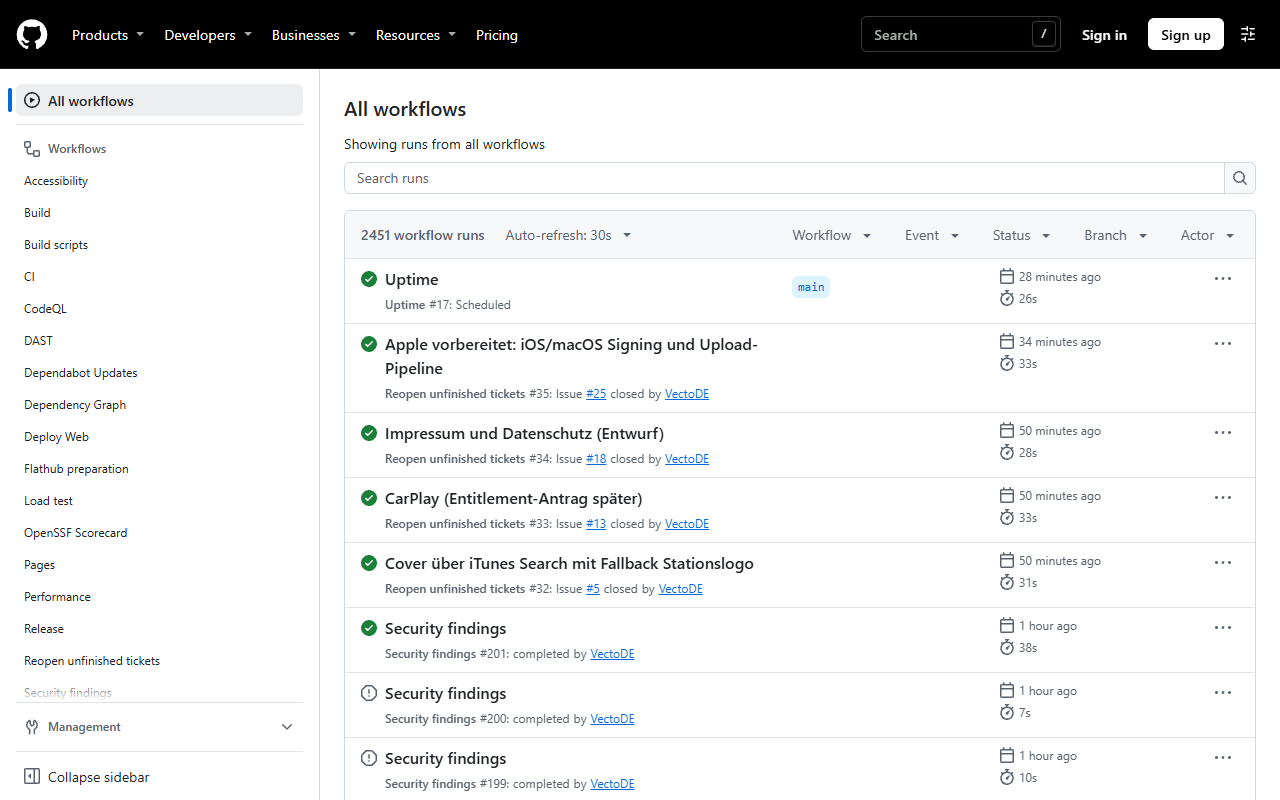 Products Developers Businesses Resources Pricing Search / Sign in Sign up
All workflows
Workflows
Accessibility
Build
Build scripts
CI
CodeQL
DAST
Dependabot Updates
Dependency Graph
Deploy Web
Flathub preparation
Load test
OpenSSF Scorecard
Pages
Performance
Release
Reopen unfinished tickets
Security findings
Management
Collapse sidebar
All workflows
Showing runs from all workflows
Search runs
2451 workflow runs Auto-refresh: 30s Workflow Event Status Branch Actor
Uptime
Uptime #17: Scheduled
main
28 minutes ago
26s
Apple vorbereitet: iOS/macOS Signing und Upload-
Pipeline
Reopen unfinished tickets #35: Issue #25 closed by VectoDE
34 minutes ago
33s
Impressum und Datenschutz (Entwurf)
Reopen unfinished tickets #34: Issue #18 closed by VectoDE
50 minutes ago
28s
CarPlay (Entitlement-Antrag später)
Reopen unfinished tickets #33: Issue #13 closed by VectoDE
50 minutes ago
33s
Cover über iTunes Search mit Fallback Stationslogo
Reopen unfinished tickets #32: Issue #5 closed by VectoDE
50 minutes ago
31s
Security findings
Security findings #201: completed by VectoDE
1 hour ago
38s
Security findings
Security findings #200: completed by VectoDE
1 hour ago
7s
Security findings
Security findings #199: completed by VectoDE
1 hour ago
10s